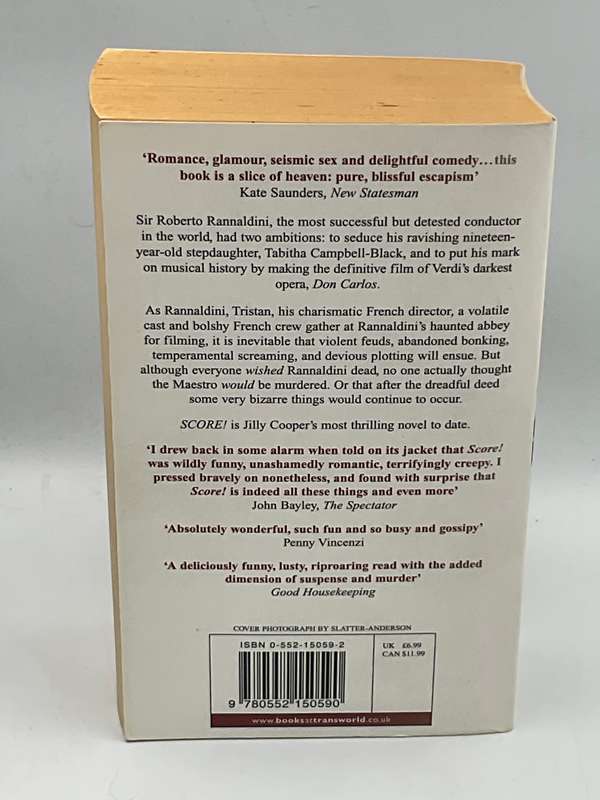 ‘Romance, glamour, seismic sex and delightful comedy…this
book is a slice of heaven: pure, blissful escapism’
Kate Saunders, New Statesman
Sir Roberto Rannaldini, the most successful but detested conductor
in the world, had two ambitions: to seduce his ravishing nineteen-
year-old stepdaughter, Tabitha Campbell-Black, and to put his mark
on musical history by making the definitive film of Verdi’s darkest
opera, Don Carlos.
As Rannaldini, Tristan, his charismatic French director, a volatile
cast and bolshy French crew gather at Rannaldini’s haunted abbey
for filming, it is inevitable that violent feuds, abandoned bonking,
temperamental screaming, and devious plotting will ensue. But
although everyone wished Rannaldini dead, no one actually thought
the Maestro would be murdered. Or that after the dreadful deed
some very bizarre things would continue to occur.
SCORE! is Jilly Cooper’s most thrilling novel to date.
‘I drew back in some alarm when told on its jacket that Score!
was wildly funny, unashamedly romantic, terrifyingly creepy. I
pressed bravely on nonetheless, and found with surprise that
Score! is indeed all these things and even more’
John Bayley, The Spectator
‘Absolutely wonderful, such fun and so busy and gossipy’
Penny Vincenzi
‘A deliciously funny, lusty, riproaring read with the added
dimension of suspense and murder’
Good Housekeeping
COVER PHOTOGRAPH BY SLATTER-ANDERSON
ISBN 0-552-15059-2
9 780552 150590
UK £6.99
CAN $11.99
www.booksattransworld.co.uk